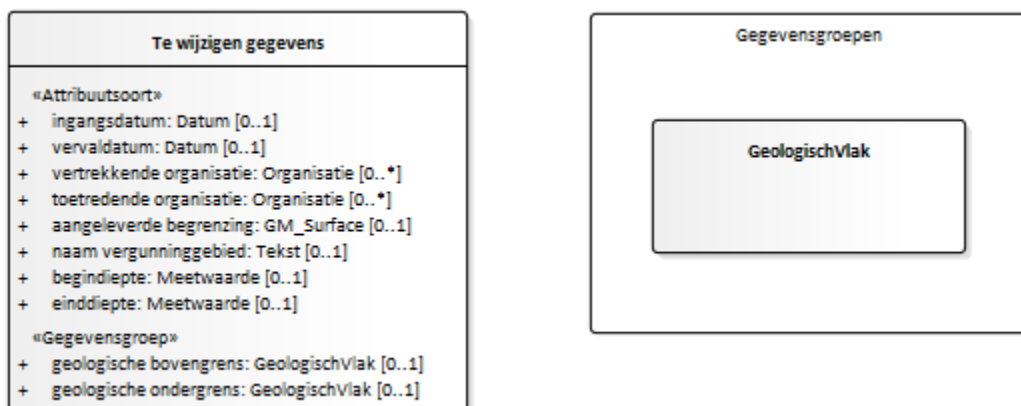 Te wijzigen gegevens
«Attribuutsoort»
+ ingangsdatum: Datum [0..1]
+ vervaldatum: Datum [0..1]
+ vertrekkende organisatie: Organisatie [0..*]
+ toetredende organisatie: Organisatie [0..*]
+ aangeleverde begrenzing: GM_Surface [0..1]
+ naam vergunninggebied: Tekst [0..1]
+ begindiepte: Meetwaarde [0..1]
+ einddiepte: Meetwaarde [0..1]
«Gegevensgroep»
+ geologische bovengrens: GeologischVlak [0..1]
+ geologische ondergrens: GeologischVlak [0..1]
Gegevensgroepen
GeologischVlak